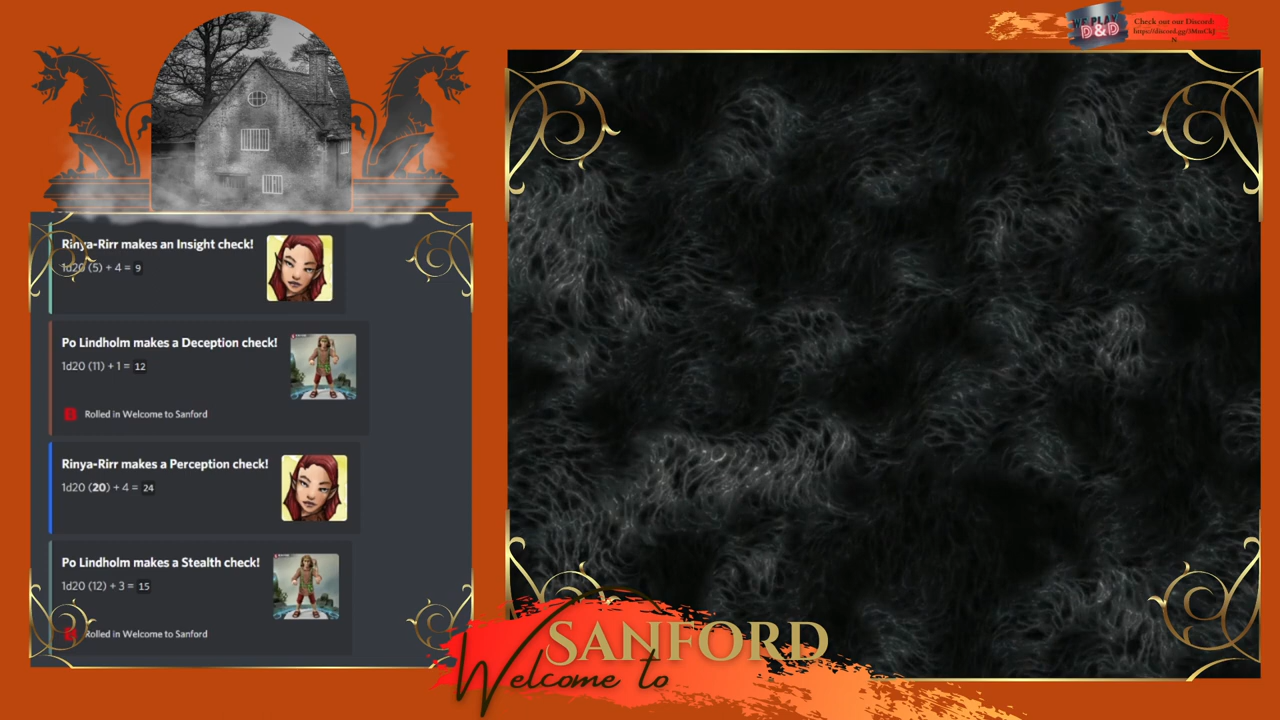 WE PLAY
D&D
Check out our Discord:
Rinya-Rirr makes an Insight check!
1d20 (5) + 4 = 9
Po Lindholm makes a Deception check!
1d20 (11) + 1 = 12
Rolled in Welcome to Sanford
Rinya-Rirr makes a Perception check!
1d20 (20) + 4 = 24
Po Lindholm makes a Stealth check!
1d20 (12) + 3 = 15
Rolled in Welcome to Sanford
Welcome to
SANFORD